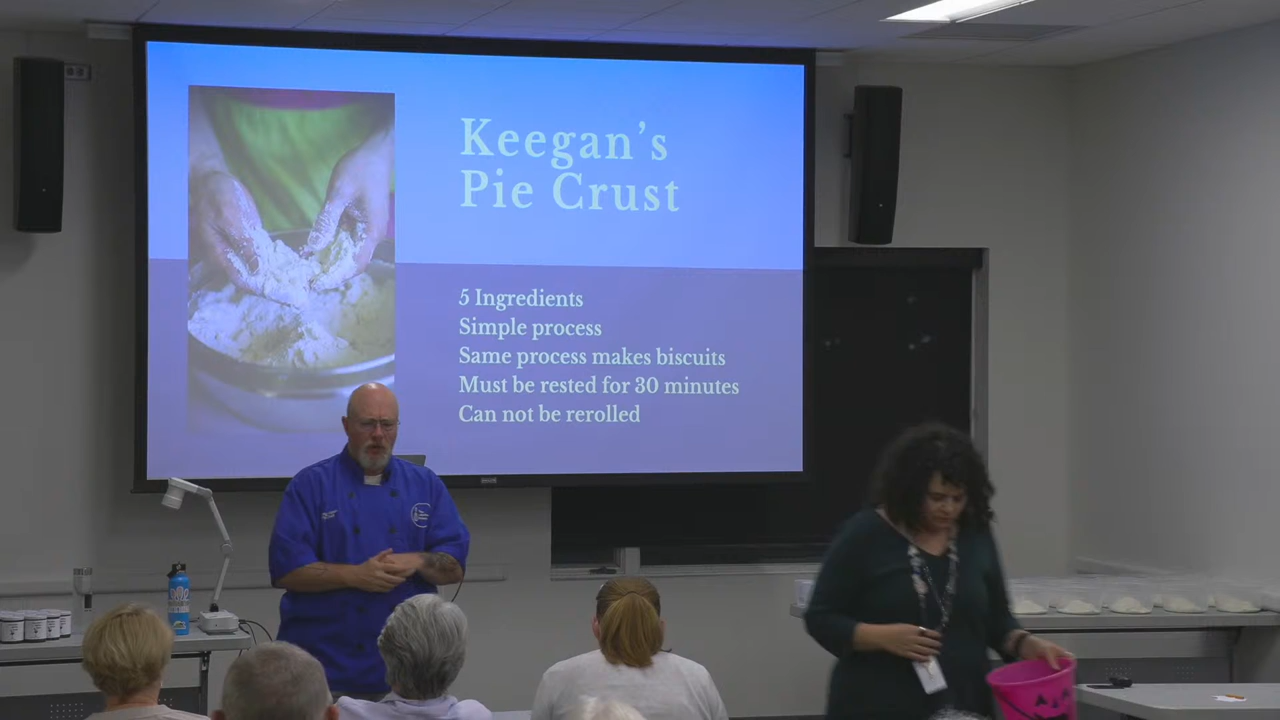 Keegan's
Pie Crust
5 Ingredients
Simple process
Same process makes biscuits
Must be rested for 30 minutes
Can not be rerolled